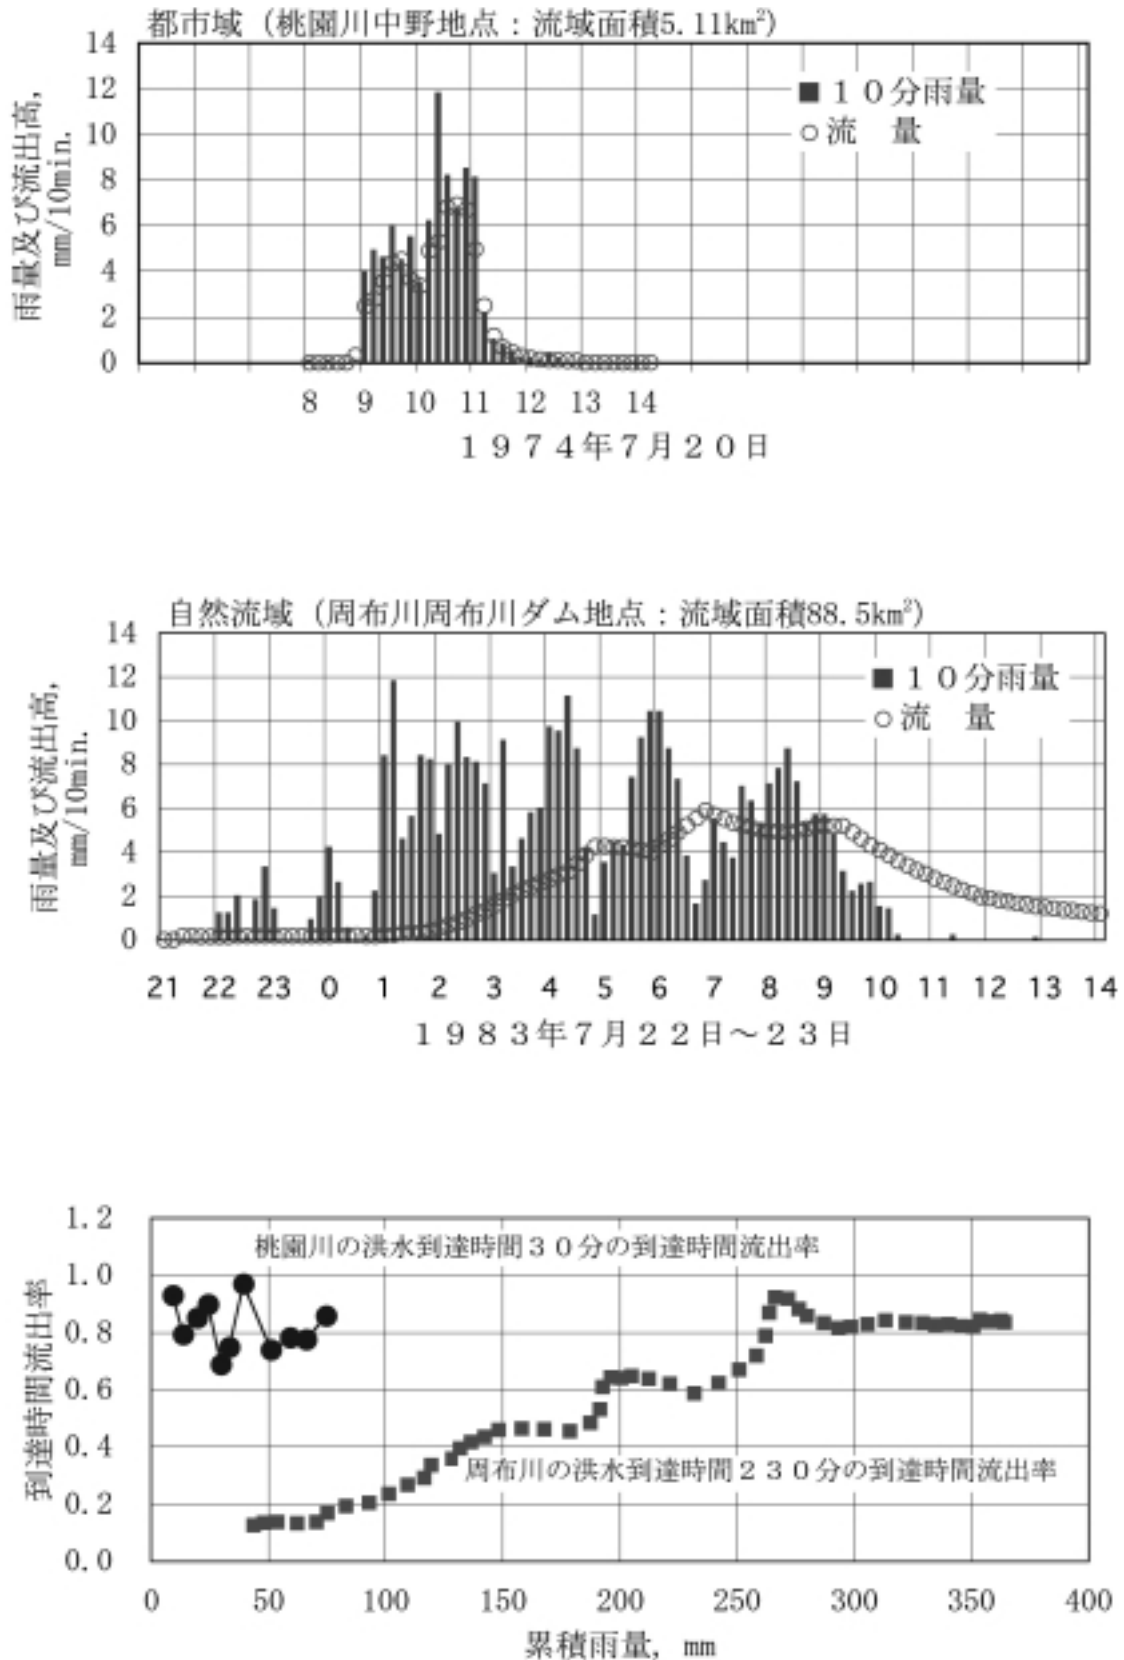 都市域（桃園川中野地点：流域面積5.11km²）
14
12
10
8
6
4
2
0
雨量及び流出高，
mm/10min.
■１０分雨量
○流　量
8 9 10 11 12 13 14
１９７４年７月２０日
自然流域（周布川周布川ダム地点：流域面積88.5km²）
14
12
10
8
6
4
2
0
雨量及び流出高，
mm/10min.
■１０分雨量
○流　量
21 22 23 0 1 2 3 4 5 6 7 8 9 10 11 12 13 14
１９８３年７月２２日～２３日
1.2
1.0
0.8
0.6
0.4
0.2
0.0
到達時間流出率
桃園川の洪水到達時間３０分の到達時間流出率
周布川の洪水到達時間２３０分の到達時間流出率
0 50 100 150 200 250 300 350 400
累積雨量，mm